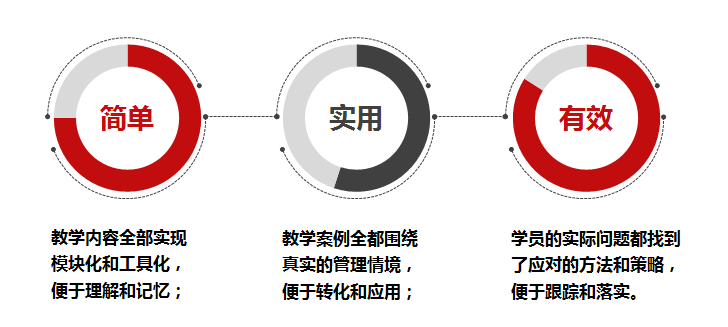 简单
实用
有效
教学内容全部实现
模块化和工具化，
便于理解和记忆；
教学案例全都围绕
真实的管理情境，
便于转化和应用；
学员的实际问题都找到
了应对的方法和策略，
便于跟踪和落实。